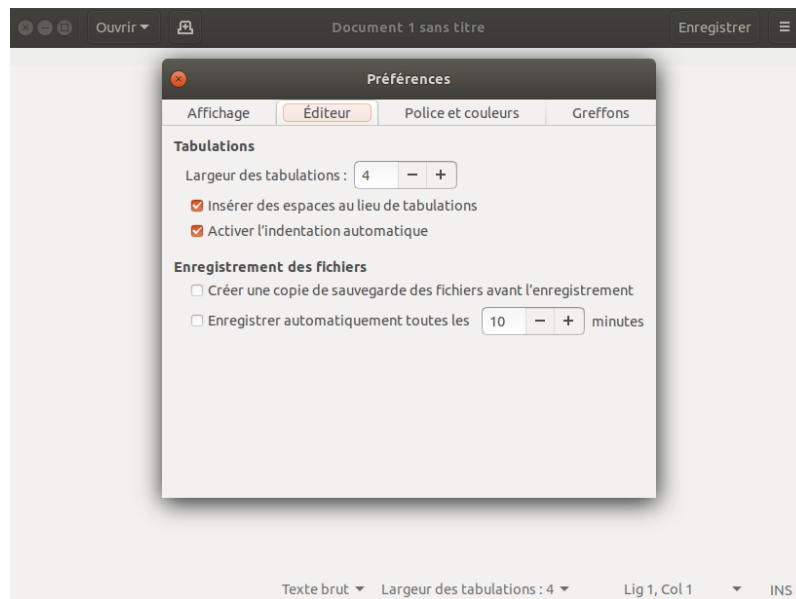 Ouvrir Document 1 sans titre Enregistrer
Préférences
Affichage Éditeur Police et couleurs Greffons
Tabulations
Largeur des tabulations : 4 − +
Insérer des espaces au lieu de tabulations
Activer l'indentation automatique
Enregistrement des fichiers
Créer une copie de sauvegarde des fichiers avant l'enregistrement
Enregistrer automatiquement toutes les 10 − + minutes
Texte brut Largeur des tabulations : 4 Lig 1, Col 1 INS